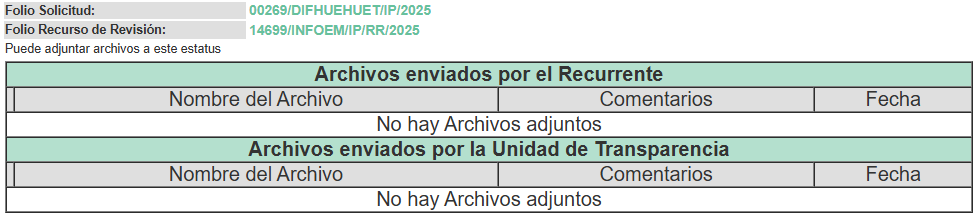 Folio Solicitud: 00269/DIFHUEHUET/IP/2025
Folio Recurso de Revisión: 14699/INFOEM/IP/RR/2025
Puede adjuntar archivos a este estatus
Archivos enviados por el Recurrente
Nombre del Archivo Comentarios Fecha
No hay Archivos adjuntos
Archivos enviados por la Unidad de Transparencia
Nombre del Archivo Comentarios Fecha
No hay Archivos adjuntos